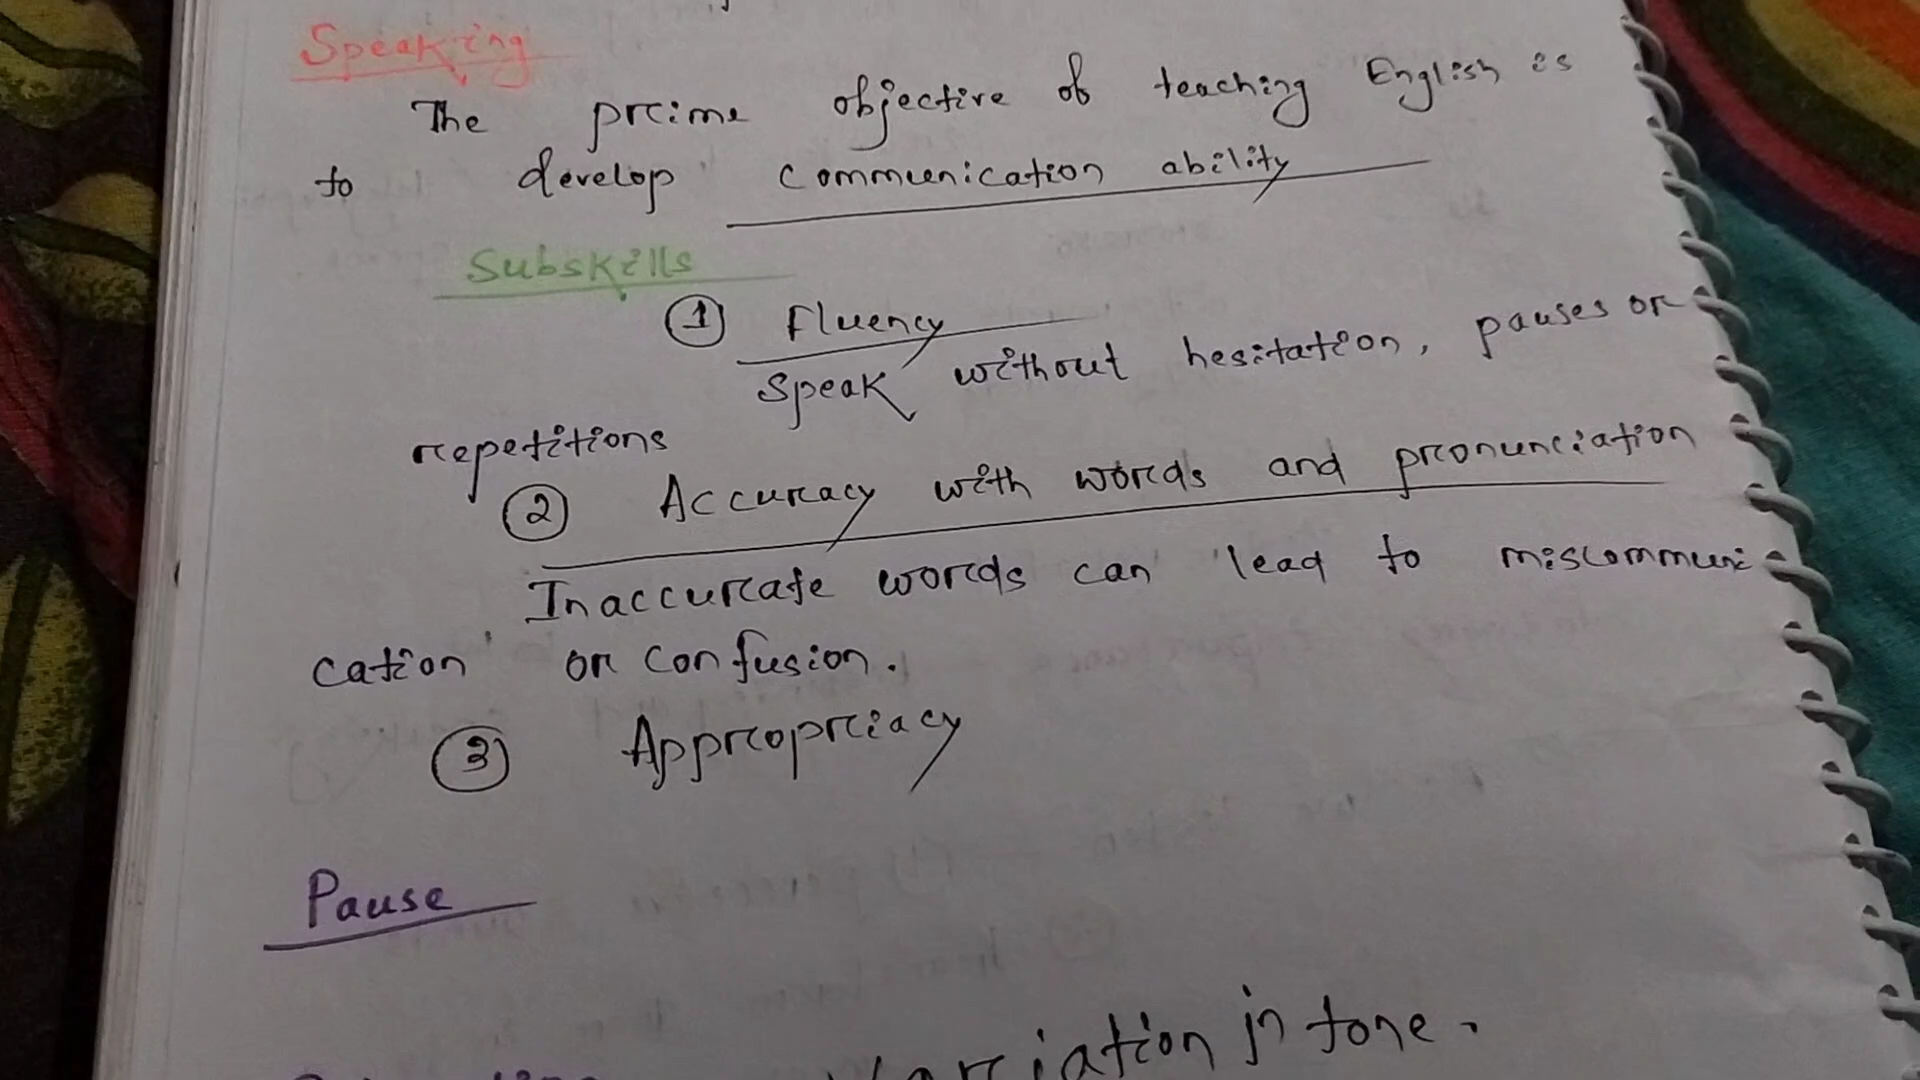 Speaking
The prime objective of teaching English is
to develop communication ability
Subskills
① Fluency
Speak without hesitation, pauses or
repetitions
② Accuracy with words and pronunciation
Inaccurate words can lead to miscommuni
cation or confusion.
③ Appropriacy
Pause
Variation in tone.